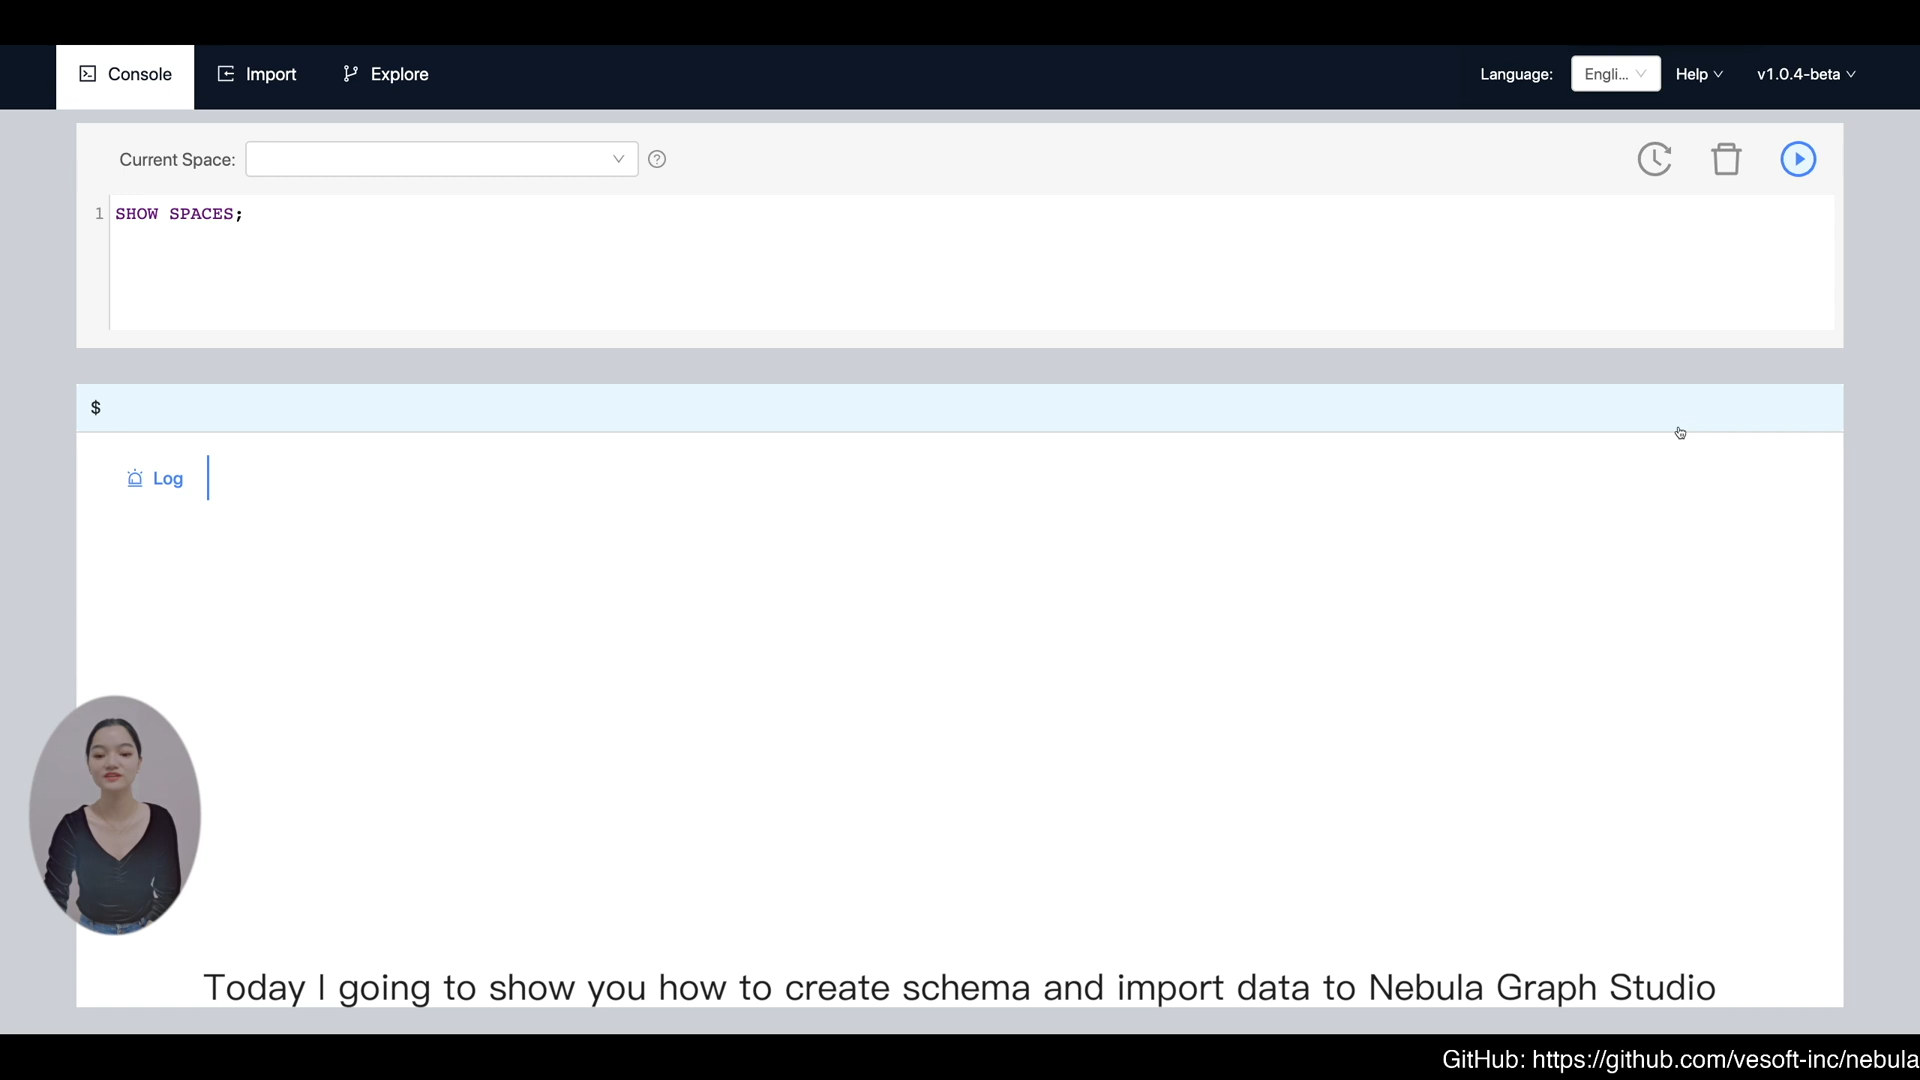 Console
Import
Explore
Language:
Engli...
Help
v1.0.4-beta
Current Space:
1
SHOW SPACES;
$
Log
Today I going to show you how to create schema and import data to Nebula Graph Studio
GitHub: https://github.com/vesoft-inc/nebula